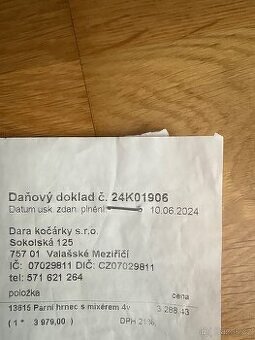 Daňový doklad č. 24K01906
Datum usk. zdan. plnění: 10.06.2024
Dara kočárky s.r.o.
Sokolská 125
757 01 Valašské Meziříčí
IČ: 07029811 DIČ: CZ07029811
tel: 571 621 264
položka cena
13615 Parní hrnec s mixérem 4v 3 288,43
( 1 * 3 979,00 ) DPH 21%,